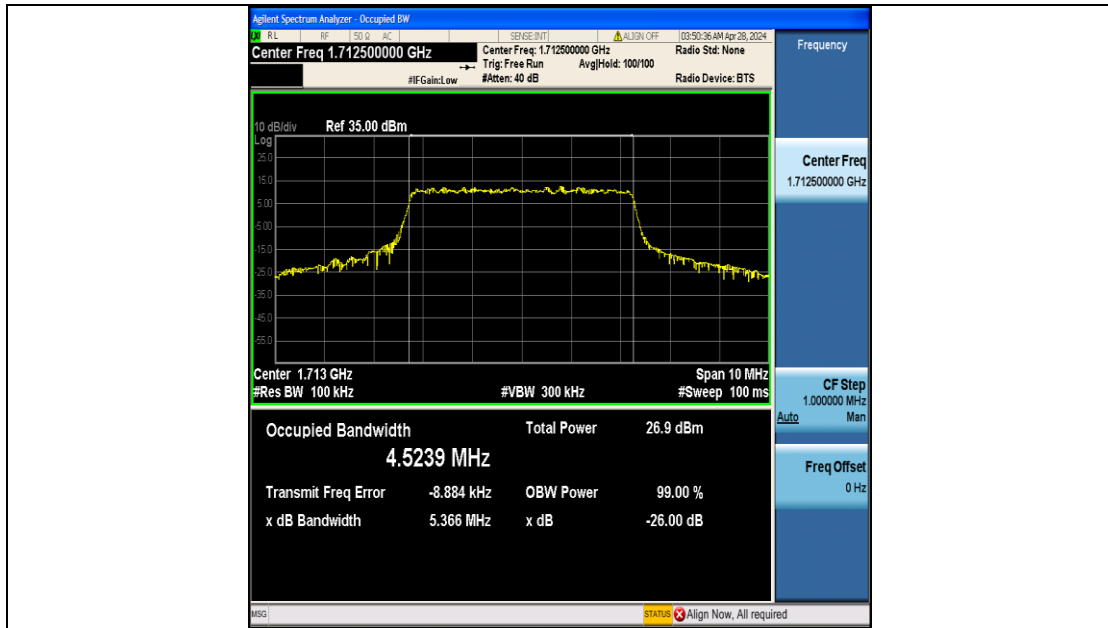 Agilent Spectrum Analyzer - Occupied BW
RL RF 50 Ω AC SENSE:INT ALIGN OFF 03:50:36 AM Apr 28, 2024
Center Freq 1.712500000 GHz
Center Freq: 1.712500000 GHz Radio Std: None
Trig: Free Run Avg|Hold: 100/100
#IFGain:Low #Atten: 40 dB Radio Device: BTS
10 dB/div Ref 35.00 dBm
Log
25.0
15.0
5.00
-5.00
-15.0
-25.0
-35.0
-45.0
-55.0
Center 1.713 GHz Span 10 MHz
#Res BW 100 kHz #VBW 300 kHz #Sweep 100 ms
Occupied Bandwidth Total Power 26.9 dBm
4.5239 MHz
Transmit Freq Error -8.884 kHz OBW Power 99.00 %
x dB Bandwidth 5.366 MHz x dB -26.00 dB
Frequency
Center Freq
1.712500000 GHz
CF Step
1.000000 MHz
Auto Man
Freq Offset
0 Hz
MSG STATUS Align Now, All required